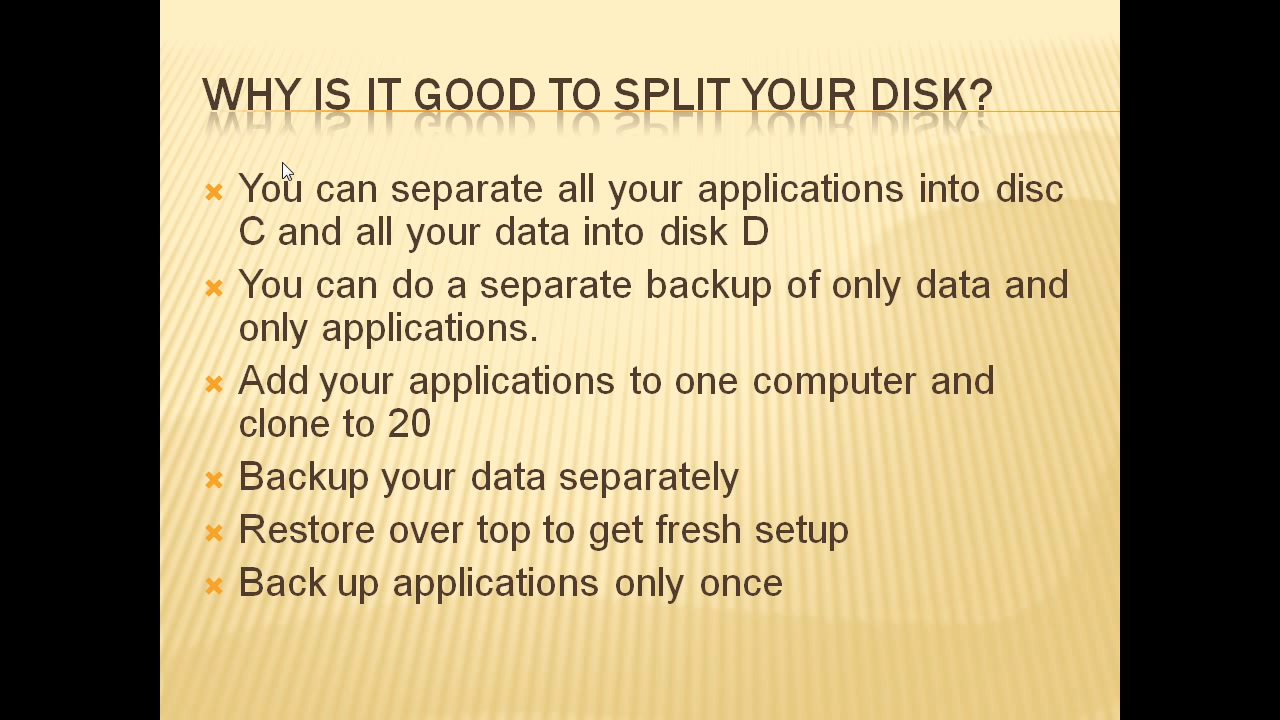 WHY IS IT GOOD TO SPLIT YOUR DISK?
You can separate all your applications into disc
C and all your data into disk D
You can do a separate backup of only data and
only applications.
Add your applications to one computer and
clone to 20
Backup your data separately
Restore over top to get fresh setup
Back up applications only once